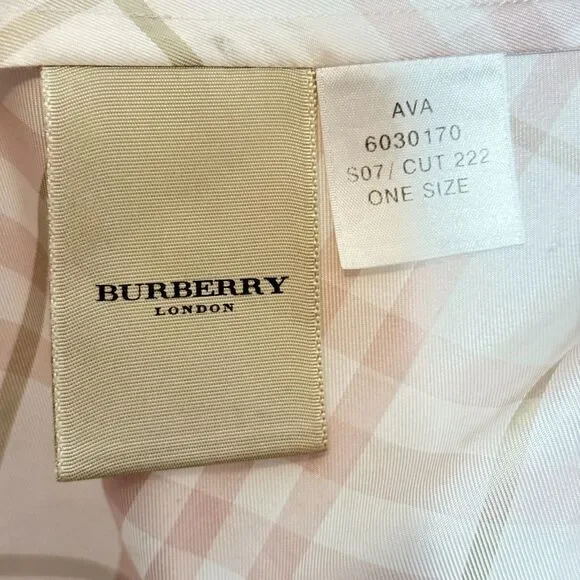 BURBERRY
LONDON
AVA
6030170
S07/ CUT 222
ONE SIZE